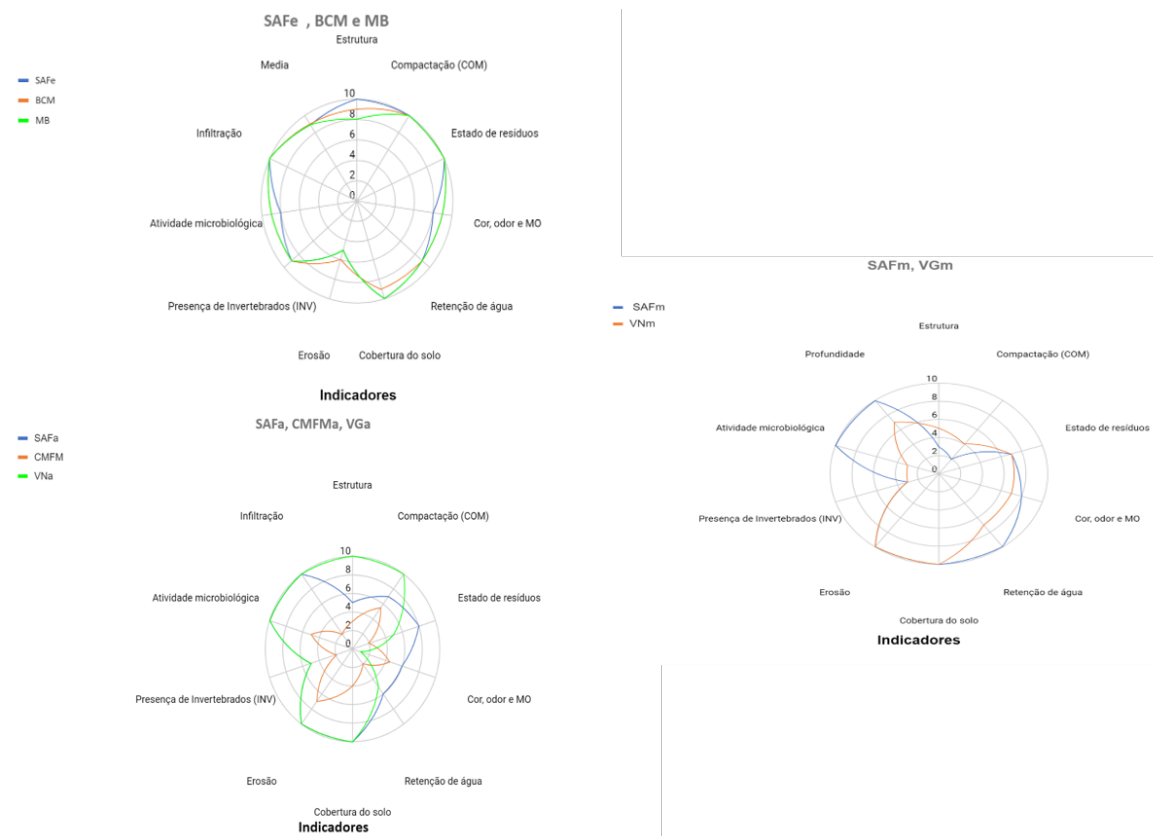 SAFe , BCM e MB
SAFe
BCM
MB
Estrutura
Compactação (COM)
Estado de resíduos
Cor, odor e MO
Retenção de água
Cobertura do solo
Erosão
Presença de Invertebrados (INV)
Atividade microbiológica
Infiltração
Media
10
8
6
4
2
0
Indicadores
SAFa, CMFMa, VGa
SAFa
CMFM
VNa
Estrutura
Compactação (COM)
Estado de resíduos
Cor, odor e MO
Retenção de água
Cobertura do solo
Erosão
Presença de Invertebrados (INV)
Atividade microbiológica
Infiltração
10
8
6
4
2
0
Indicadores
SAFm, VGm
SAFm
VNm
Estrutura
Compactação (COM)
Estado de resíduos
Cor, odor e MO
Retenção de água
Cobertura do solo
Erosão
Presença de Invertebrados (INV)
Atividade microbiológica
Profundidade
10
8
6
4
2
0
Indicadores